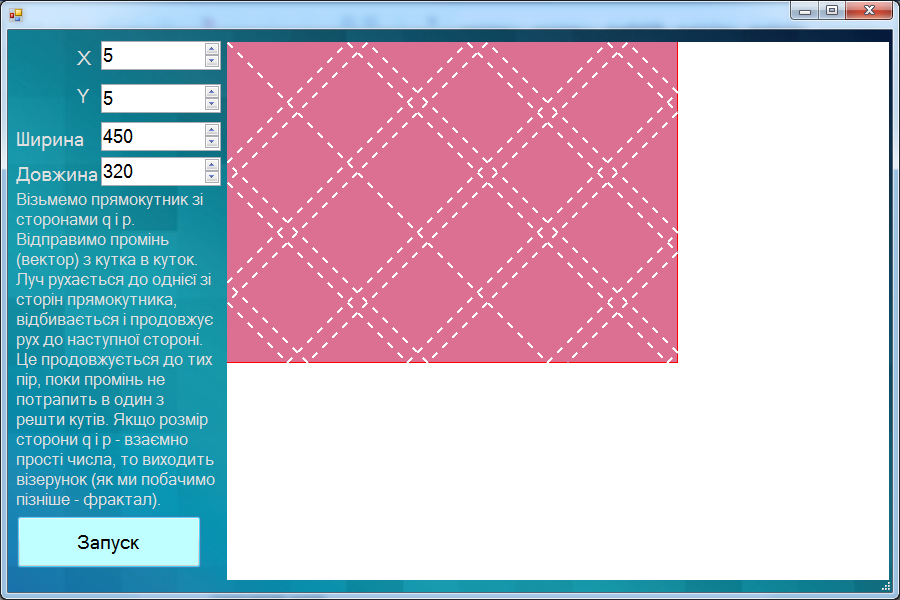 X 5
Y 5
Ширина 450
Довжина 320
Візьмемо прямокутник зі
сторонами q і p.
Відправимо промінь
(вектор) з кутка в куток.
Луч рухається до однієї зі
сторін прямокутника,
відбивається і продовжує
рух до наступної стороні.
Це продовжується до тих
пір, поки промінь не
потрапить в один з
решти кутів. Якщо розмір
сторони q і p - взаємно
прості числа, то виходить
візерунок (як ми побачимо
пізніше - фрактал).
Запуск